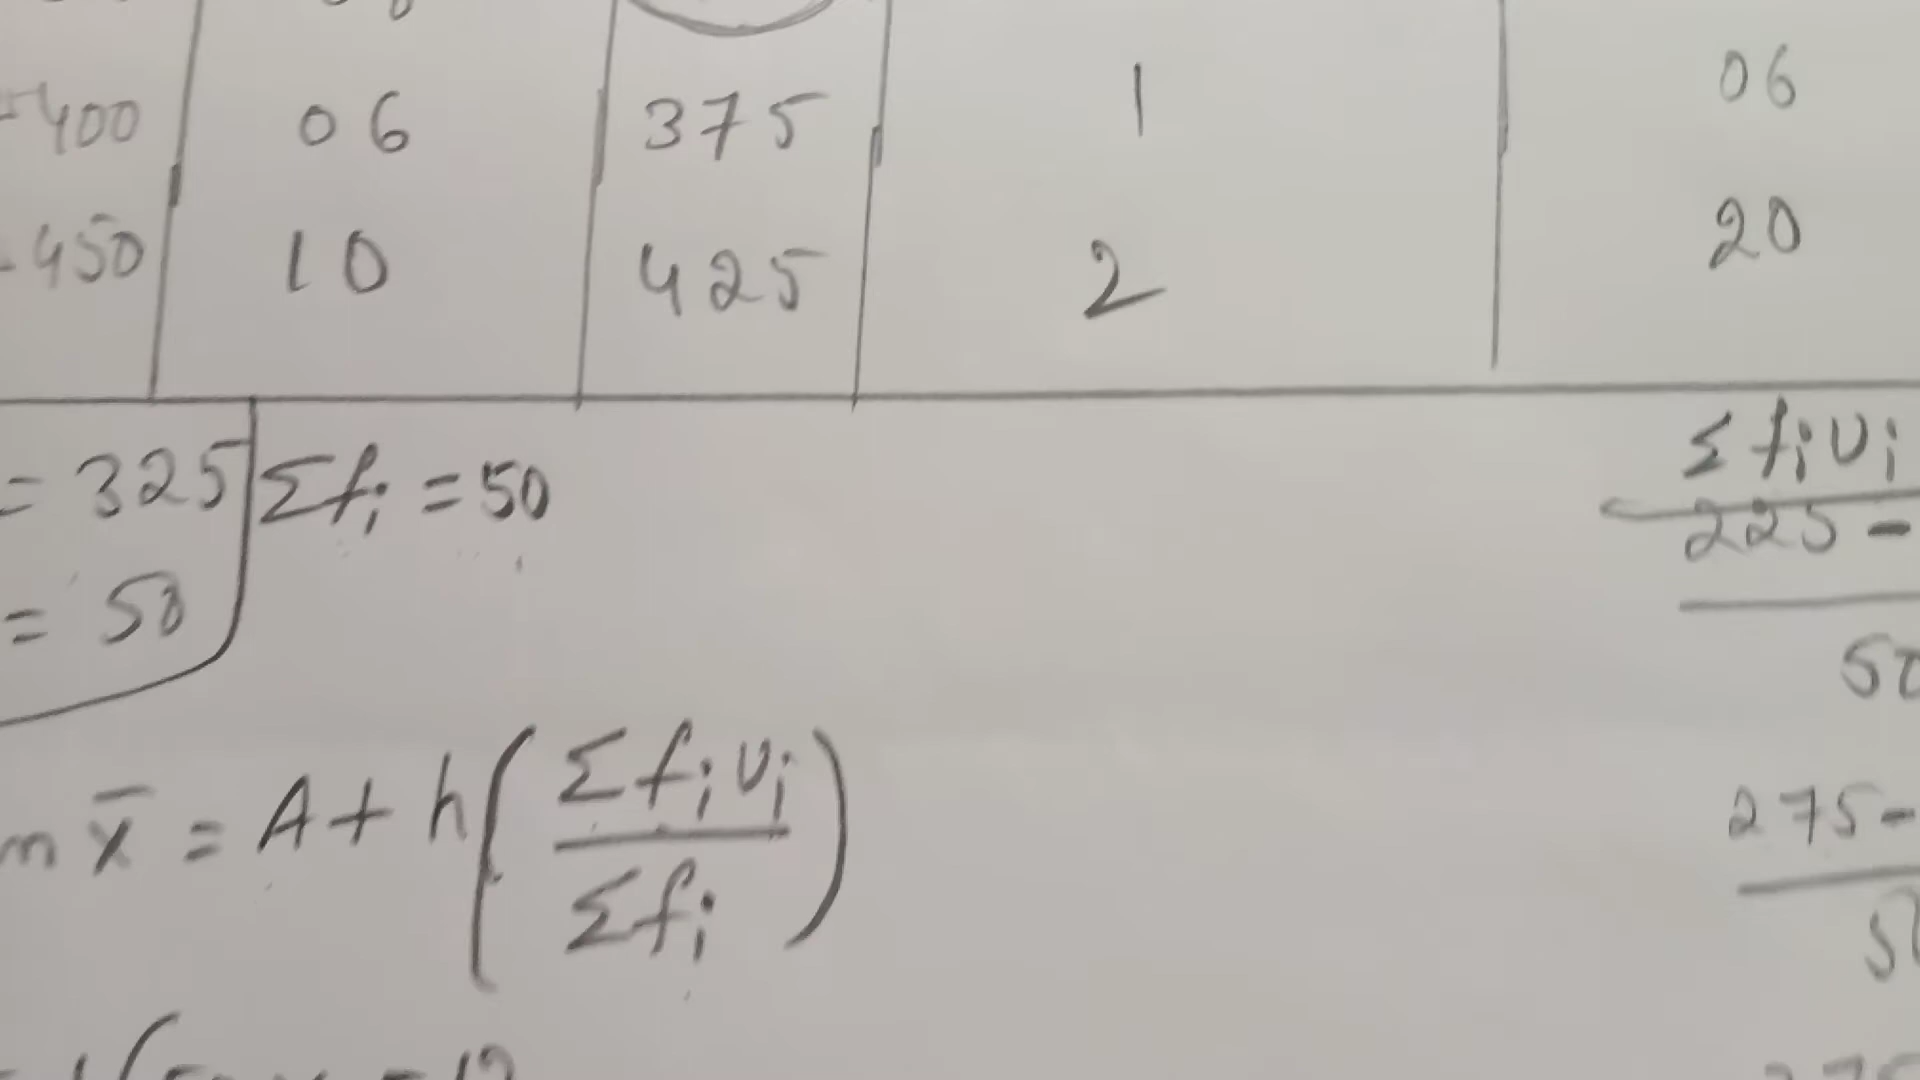 -400 06 375 1 06
-450 10 425 2 20
= 325 Σfi = 50 Σfiui
= 50 225 -
50
x̄ = A + h(Σfiui / Σfi) 275 -